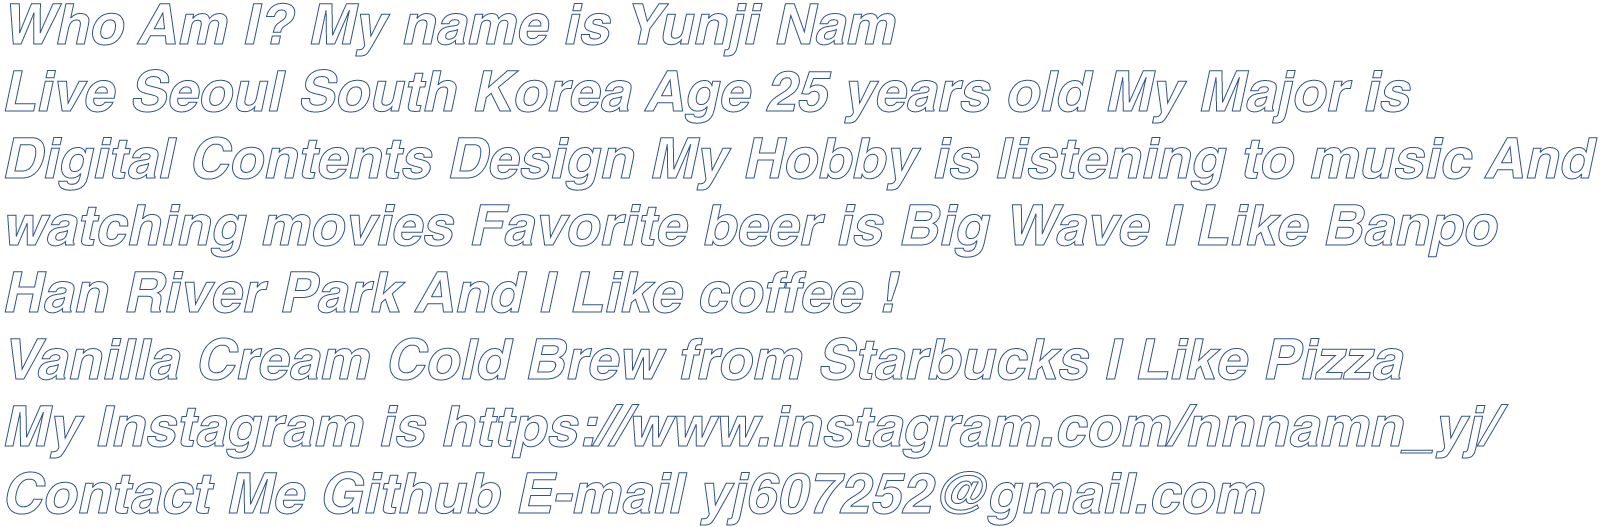 Who Am I? My name is Yunji Nam
Live Seoul South Korea Age 25 years old My Major is
Digital Contents Design My Hobby is listening to music And
watching movies Favorite beer is Big Wave I Like Banpo
Han River Park And I Like coffee !
Vanilla Cream Cold Brew from Starbucks I Like Pizza
My Instagram is https://www.instagram.com/nnnamn_yj/
Contact Me Github E-mail yj607252@gmail.com